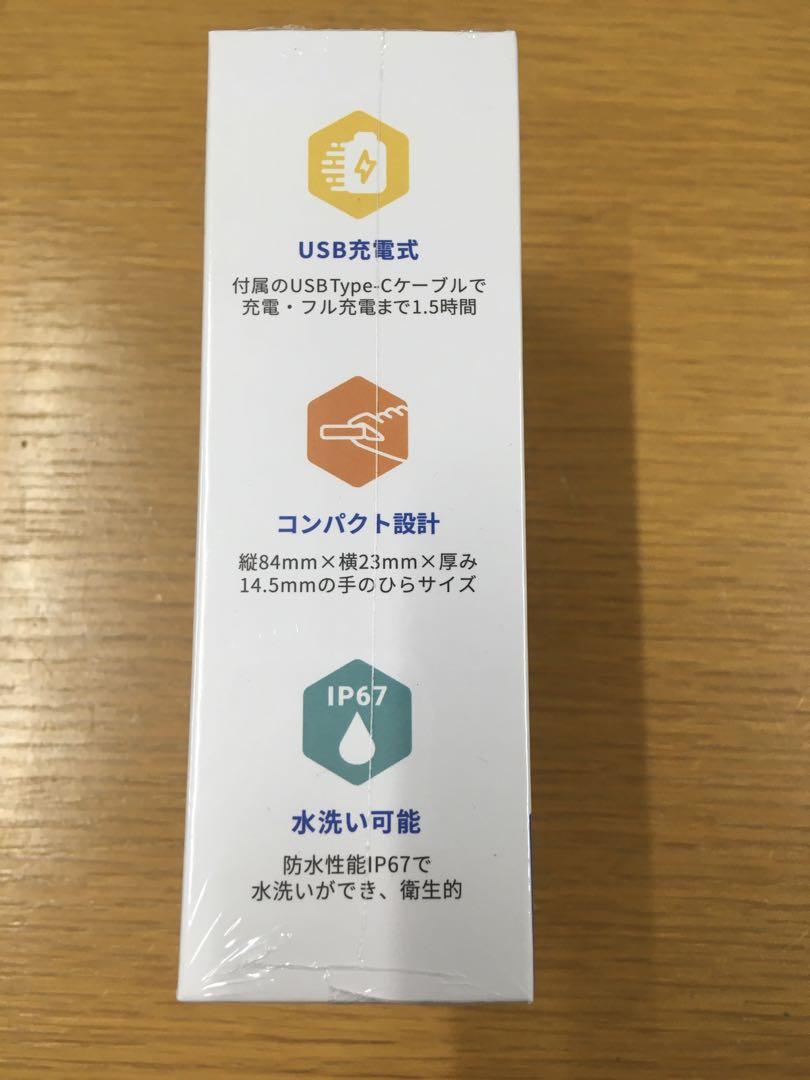 USB充電式
付属のUSB Type-Cケーブルで
充電・フル充電まで1.5時間
コンパクト設計
縦84mm×横23mm×厚み
14.5mmの手のひらサイズ
IP67
水洗い可能
防水性能IP67で
水洗いができ、衛生的